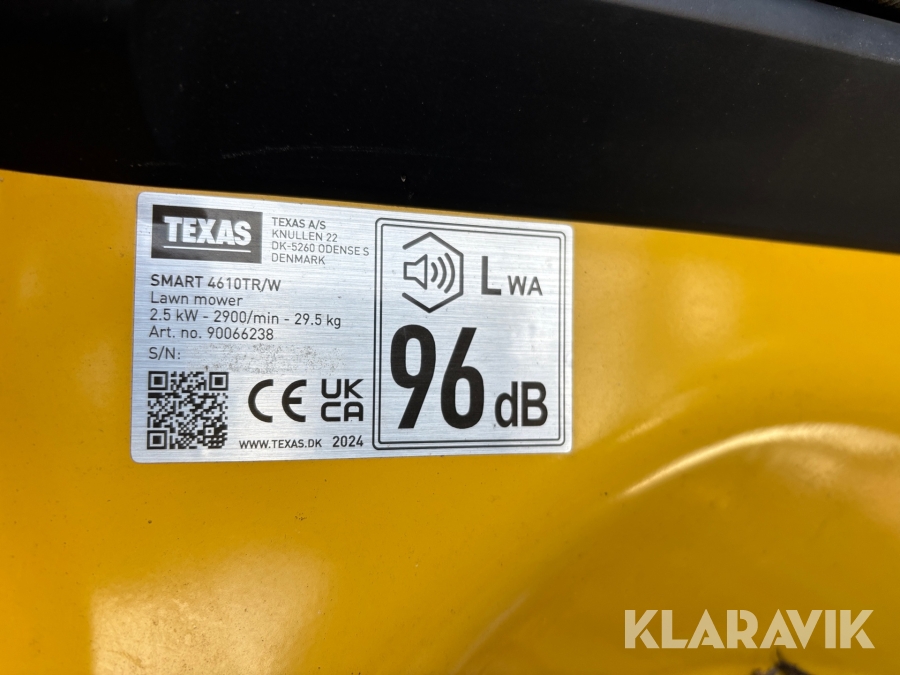 TEXAS
TEXAS A/S
KNULLEN 22
DK-5260 ODENSE S
DENMARK
SMART 4610TR/W
Lawn mower
2.5 kW - 2900/min - 29.5 kg
Art. no. 90066238
S/N:
CE UK CA
WWW.TEXAS.DK 2024
LWA
96 dB
KLARAVIK